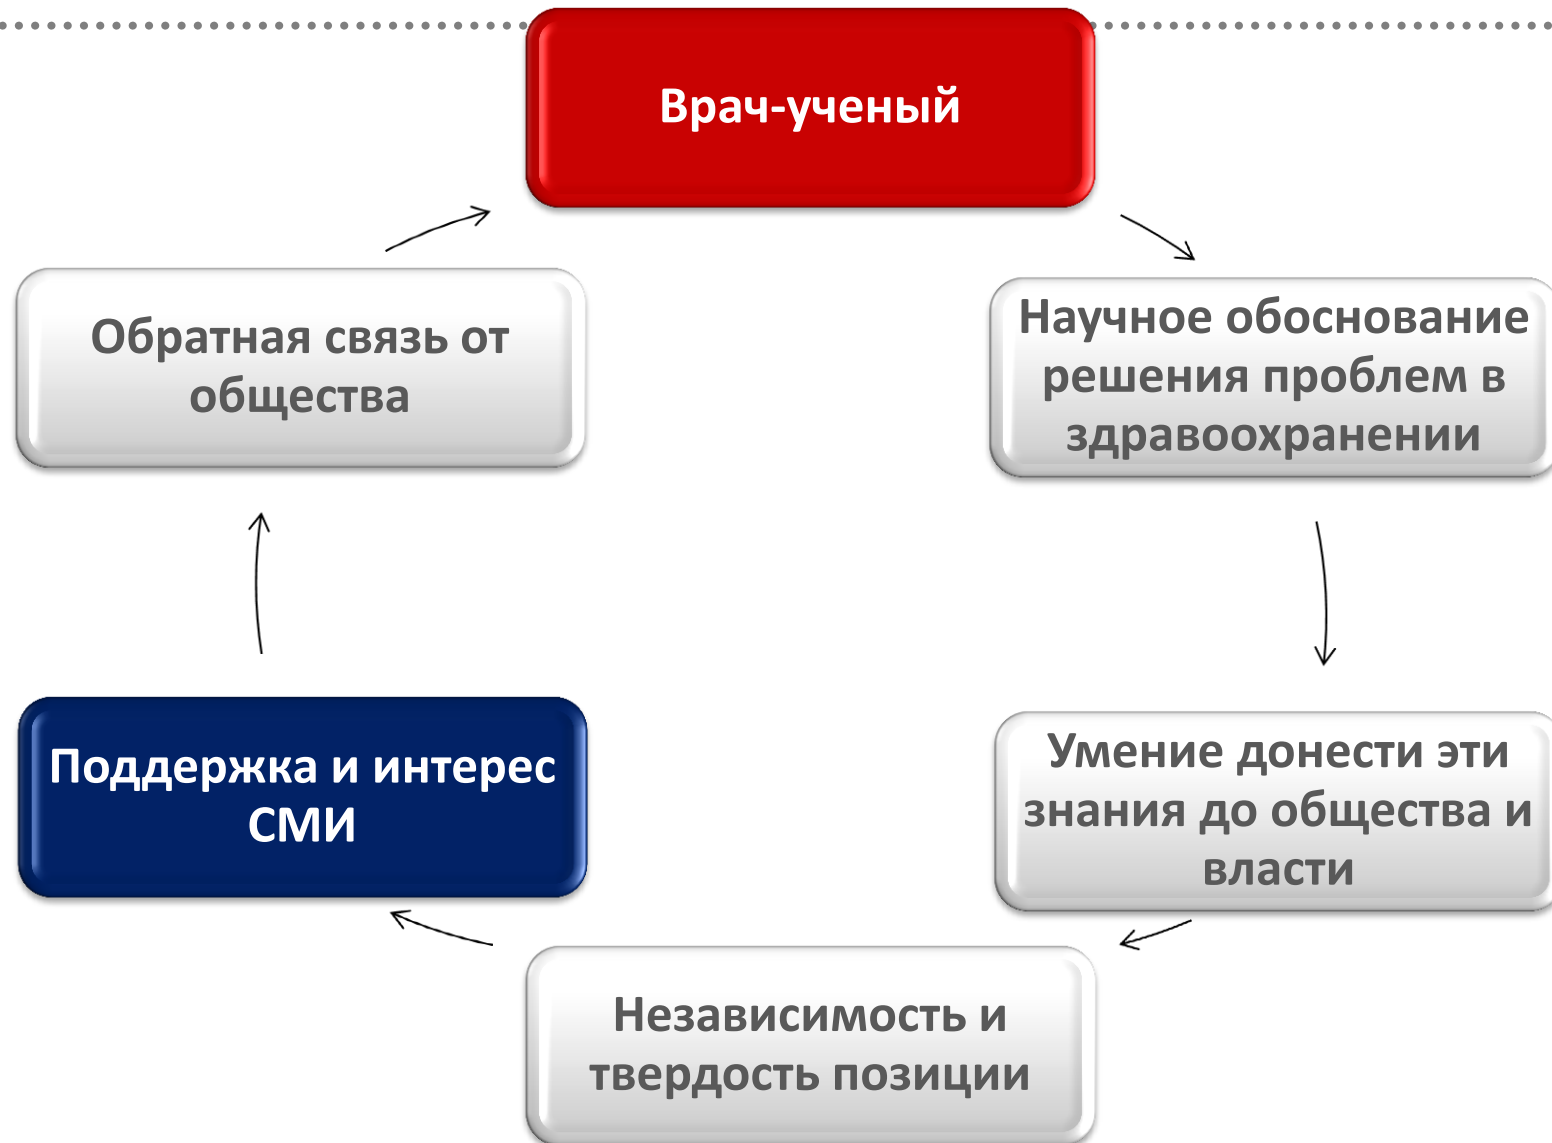 Врач-ученый
Обратная связь от
общества
Научное обоснование
решения проблем в
здравоохранении
Поддержка и интерес
СМИ
Умение донести эти
знания до общества и
власти
Независимость и
твердость позиции